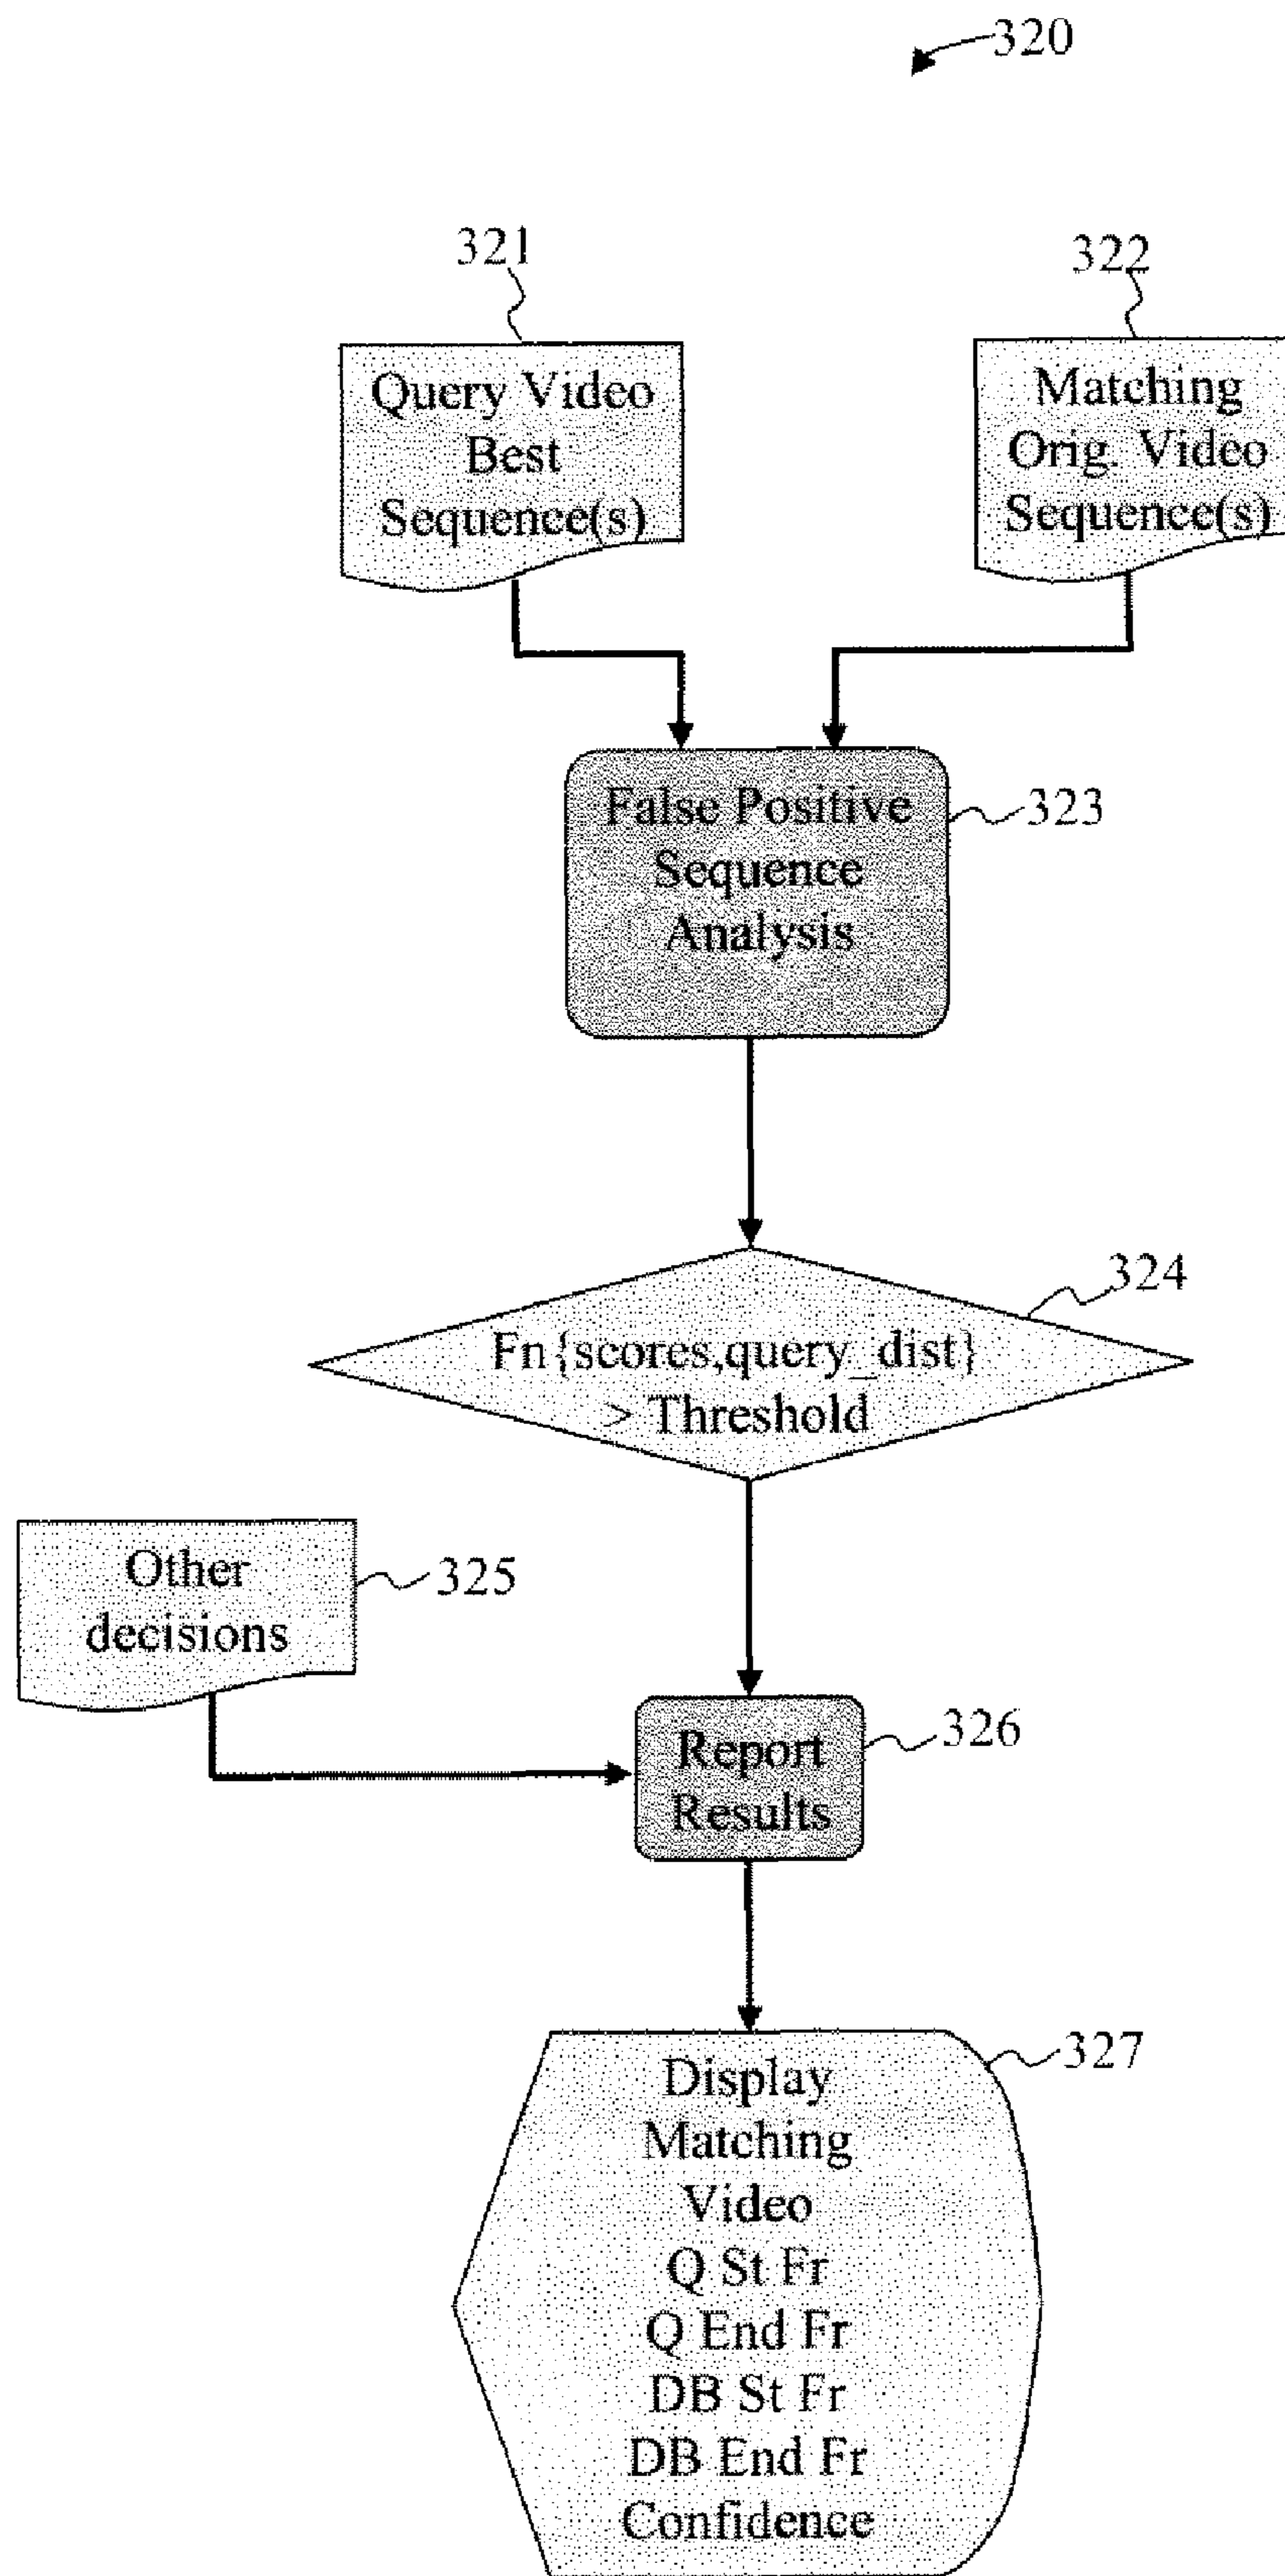 320
321
322
Query Video
Best
Sequence(s)
Matching
Orig. Video
Sequence(s)
False Positive
Sequence
Analysis
323
324
Fn{scores,query_dist}
> Threshold
Other
decisions
325
Report
Results
326
327
Display
Matching
Video
Q St Fr
Q End Fr
DB St Fr
DB End Fr
Confidence